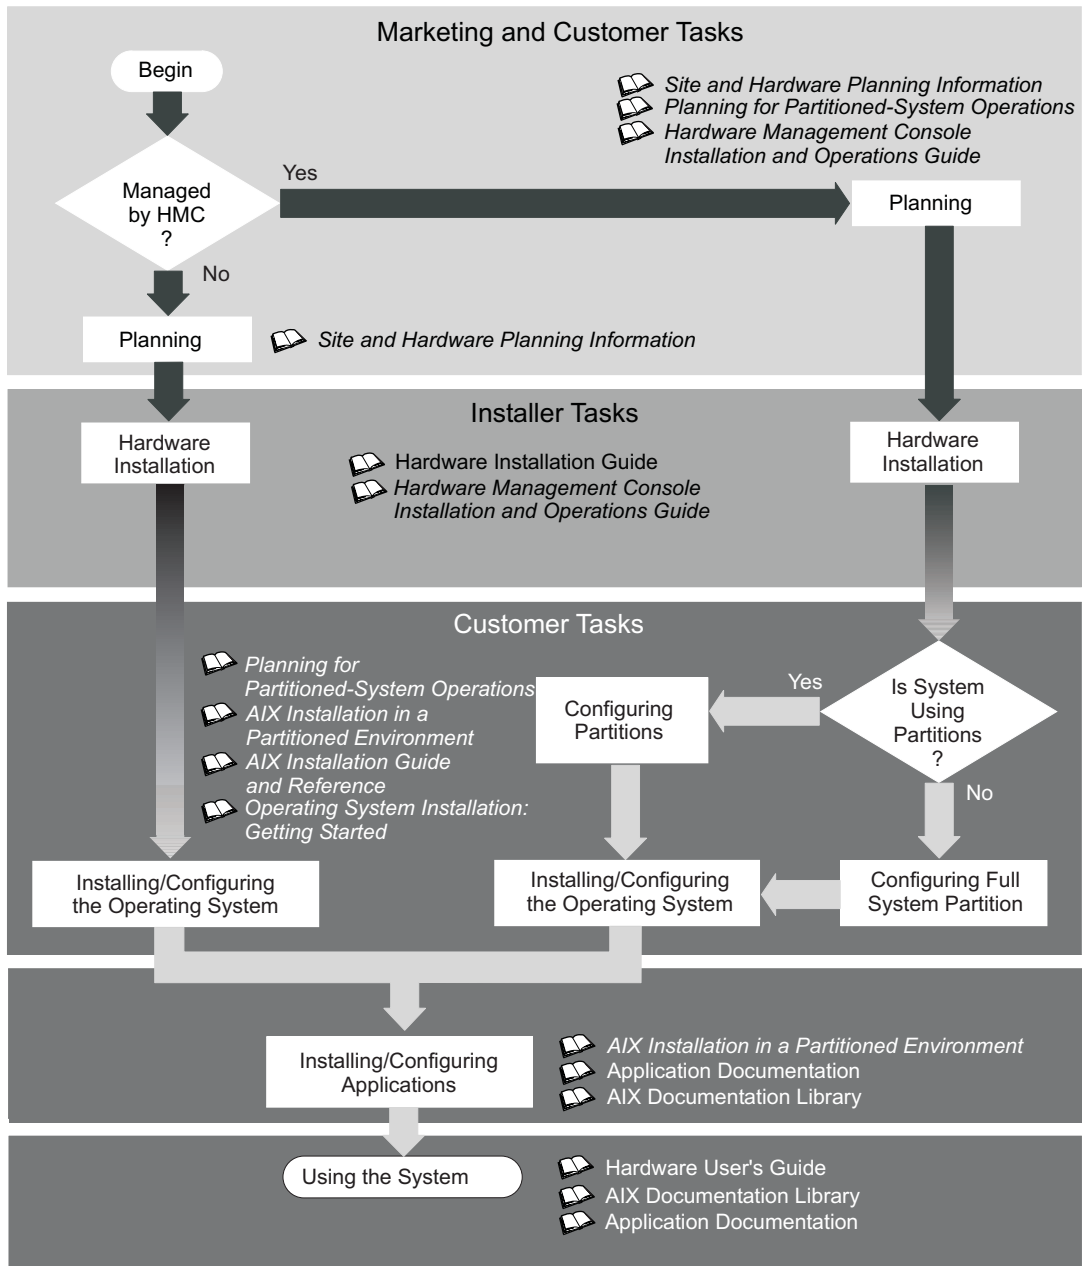 Marketing and Customer Tasks
Begin
Site and Hardware Planning Information
Planning for Partitioned-System Operations
Hardware Management Console
Installation and Operations Guide
Managed
by HMC
?
Yes
Planning
No
Planning
Site and Hardware Planning Information
Installer Tasks
Hardware
Installation
Hardware Installation Guide
Hardware Management Console
Installation and Operations Guide
Hardware
Installation
Customer Tasks
Planning for
Partitioned-System Operations
AIX Installation in a
Partitioned Environment
AIX Installation Guide
and Reference
Operating System Installation:
Getting Started
Configuring
Partitions
Yes
Is System
Using
Partitions
?
No
Installing/Configuring
the Operating System
Installing/Configuring
the Operating System
Configuring Full
System Partition
Installing/Configuring
Applications
AIX Installation in a Partitioned Environment
Application Documentation
AIX Documentation Library
Using the System
Hardware User's Guide
AIX Documentation Library
Application Documentation